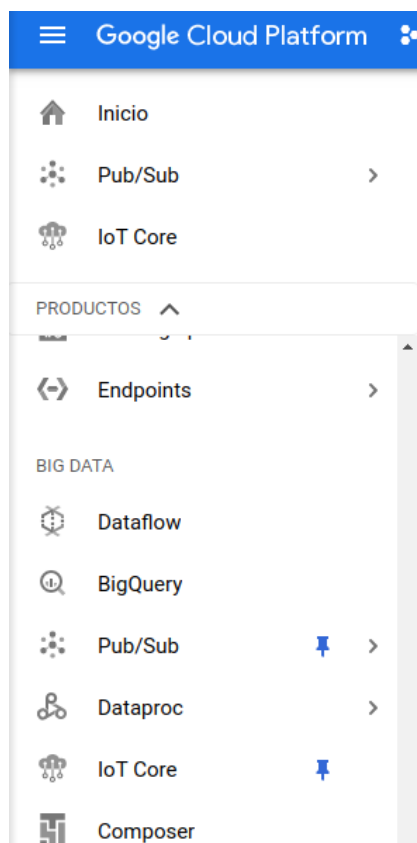 Google Cloud Platform
Inicio
Pub/Sub
IoT Core
PRODUCTOS
Endpoints
BIG DATA
Dataflow
BigQuery
Pub/Sub
Dataproc
IoT Core
Composer